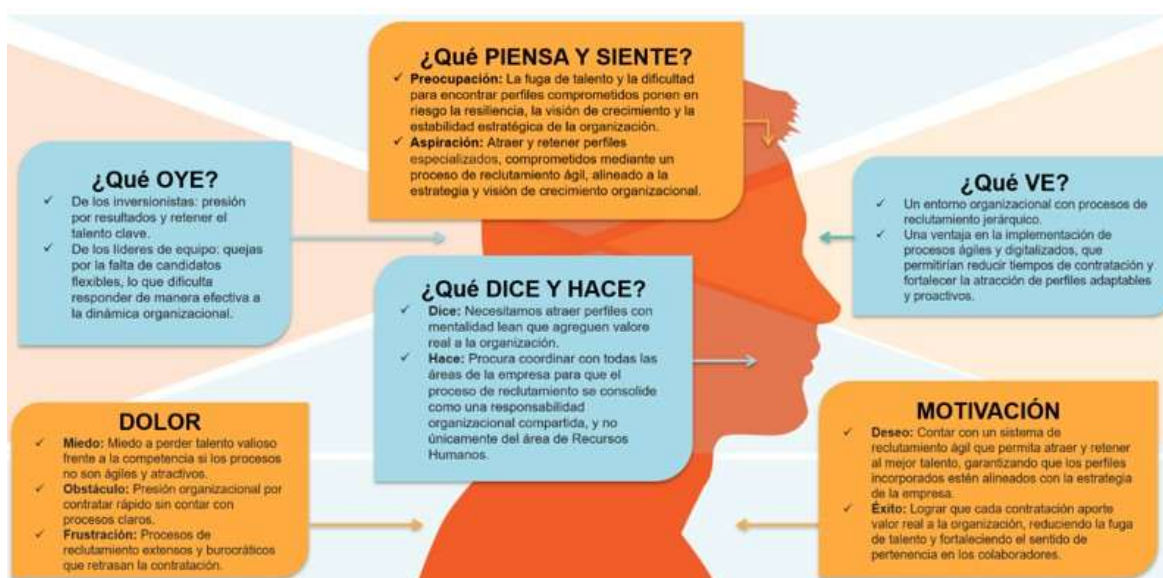 ¿Qué PIENSA Y SIENTE?
✓ Preocupación: La fuga de talento y la dificultad
para encontrar perfiles comprometidos ponen en
riesgo la resiliencia, la visión de crecimiento y la
estabilidad estratégica de la organización.
✓ Aspiración: Atraer y retener perfiles
especializados, comprometidos mediante un
proceso de reclutamiento ágil, alineado a la
estrategia y visión de crecimiento organizacional.
¿Qué OYE?
✓ De los inversionistas: presión
por resultados y retener el
talento clave.
✓ De los líderes de equipo: quejas
por la falta de candidatos
flexibles, lo que dificulta
responder de manera efectiva a
la dinámica organizacional.
¿Qué VE?
✓ Un entorno organizacional con procesos de
reclutamiento jerárquico.
✓ Una ventaja en la implementación de
procesos ágiles y digitalizados, que
permitirían reducir tiempos de contratación y
fortalecer la atracción de perfiles adaptables
y proactivos.
¿Qué DICE Y HACE?
✓ Dice: Necesitamos atraer perfiles con
mentalidad lean que agreguen valore
real a la organización.
✓ Hace: Procura coordinar con todas las
áreas de la empresa para que el
proceso de reclutamiento se consolide
como una responsabilidad
organizacional compartida, y no
únicamente del área de Recursos
Humanos.
DOLOR
✓ Miedo: Miedo a perder talento valioso
frente a la competencia si los procesos
no son ágiles y atractivos.
✓ Obstáculo: Presión organizacional por
contratar rápido sin contar con
procesos claros.
✓ Frustración: Procesos de
reclutamiento extensos y burocráticos
que retrasan la contratación.
MOTIVACIÓN
✓ Deseo: Contar con un sistema de
reclutamiento ágil que permita atraer y retener
al mejor talento, garantizando que los perfiles
incorporados estén alineados con la estrategia
de la empresa.
✓ Éxito: Lograr que cada contratación aporte
valor real a la organización, reduciendo la fuga
de talento y fortaleciendo el sentido de
pertenencia en los colaboradores.